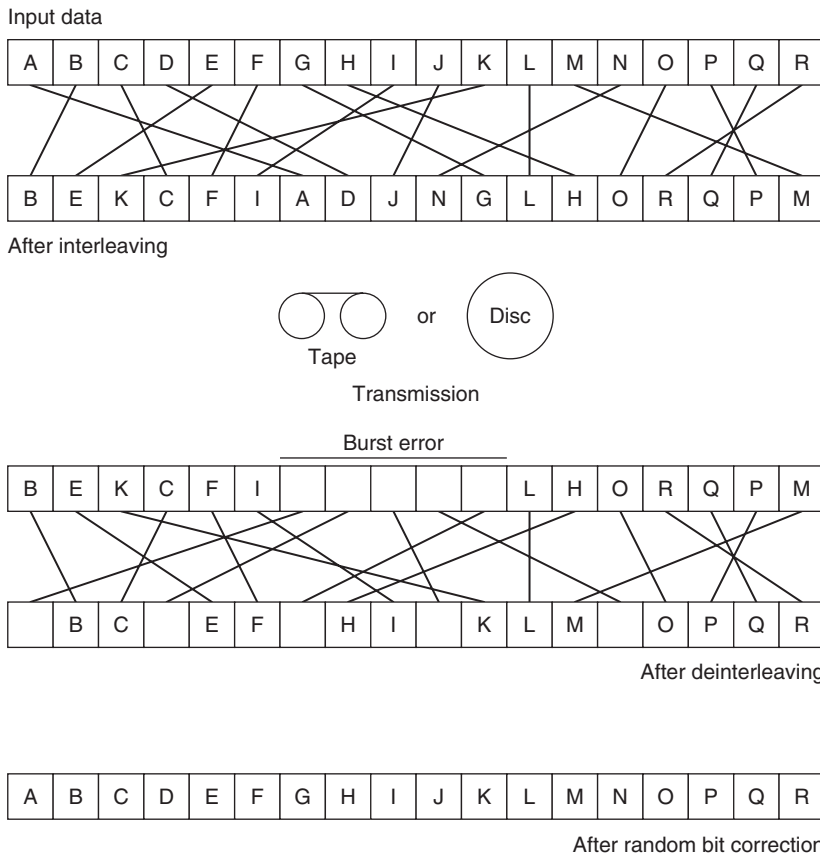 Input data
A B C D E F G H I J K L M N O P Q R
B E K C F I A D J N G L H O R Q P M
After interleaving
or Disc
Tape
Transmission
Burst error
B E K C F I L H O R Q P M
B C E F H I K L M O P Q R
After deinterleaving
A B C D E F G H I J K L M N O P Q R
After random bit correction